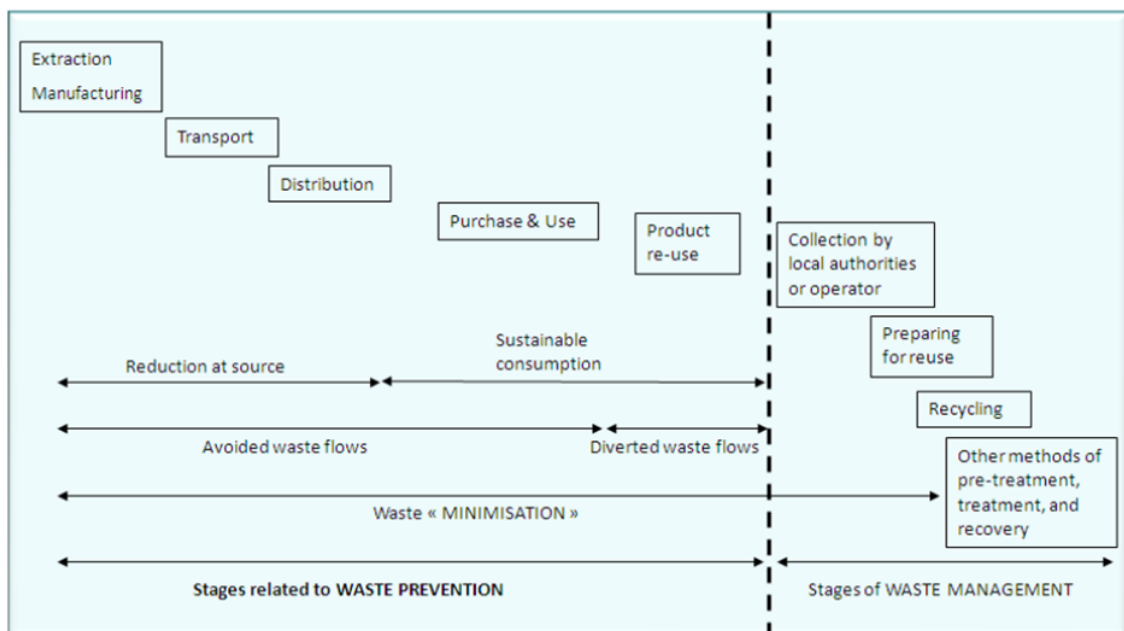 Extraction
Manufacturing
Transport
Distribution
Purchase & Use
Product
re-use
Collection by
local authorities
or operator
Preparing
for reuse
Recycling
Other methods of
pre-treatment,
treatment, and
recovery
Reduction at source
Sustainable
consumption
Avoided waste flows
Diverted waste flows
Waste « MINIMISATION »
Stages related to WASTE PREVENTION
Stages of WASTE MANAGEMENT